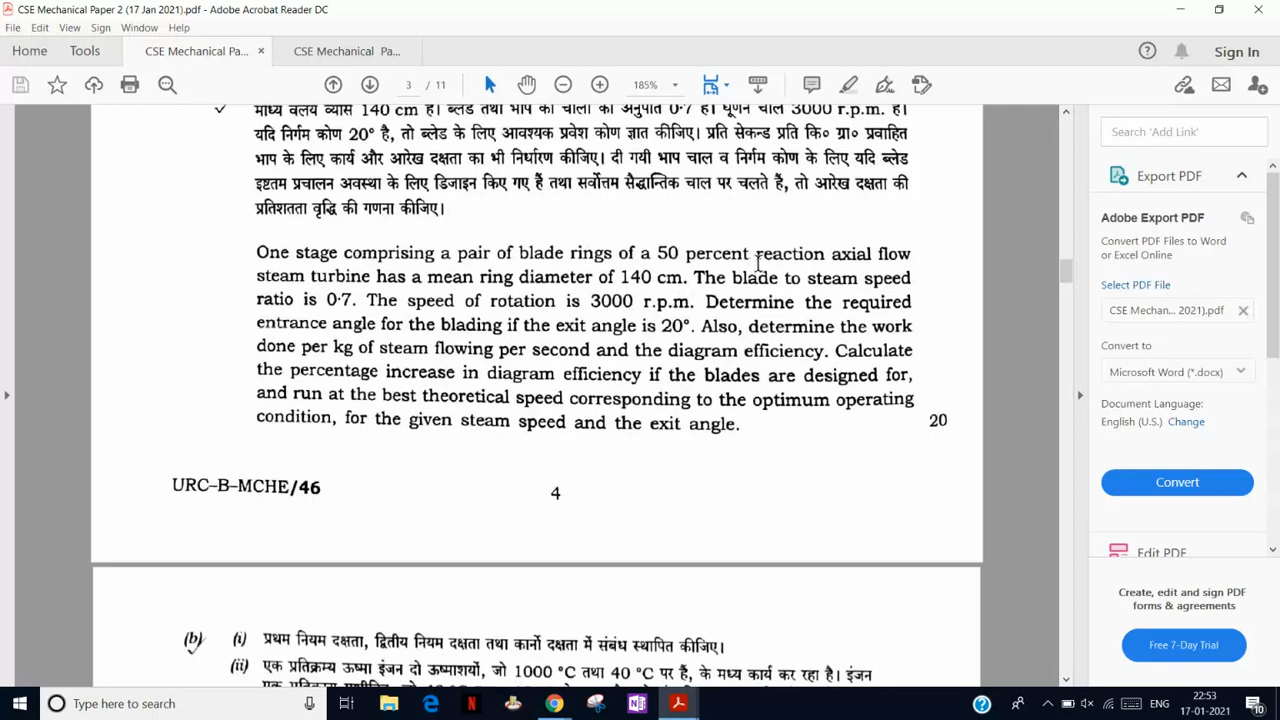 CSE Mechanical Paper 2 (17 Jan 2021).pdf - Adobe Acrobat Reader DC
File Edit View Sign Window Help
Home Tools CSE Mechanical Pa... × CSE Mechanical Pa... Sign In
3 / 11 185%
माध्य वलय व्यास 140 cm है। ब्लेड तथा भाप की चालों का अनुपात 0·7 है। घूर्णन चाल 3000 r.p.m. है।
यदि निर्गम कोण 20° है, तो ब्लेड के लिए आवश्यक प्रवेश कोण ज्ञात कीजिए। प्रति सेकन्ड प्रति कि० ग्रा० प्रवाहित
भाप के लिए कार्य और आरेख दक्षता का भी निर्धारण कीजिए। दी गयी भाप चाल व निर्गम कोण के लिए यदि ब्लेड
इष्टतम प्रचालन अवस्था के लिए डिजाइन किए गए हैं तथा सर्वोत्तम सैद्धान्तिक चाल पर चलते हैं, तो आरेख दक्षता की
प्रतिशतता वृद्धि की गणना कीजिए।
One stage comprising a pair of blade rings of a 50 percent reaction axial flow
steam turbine has a mean ring diameter of 140 cm. The blade to steam speed
ratio is 0·7. The speed of rotation is 3000 r.p.m. Determine the required
entrance angle for the blading if the exit angle is 20°. Also, determine the work
done per kg of steam flowing per second and the diagram efficiency. Calculate
the percentage increase in diagram efficiency if the blades are designed for,
and run at the best theoretical speed corresponding to the optimum operating
condition, for the given steam speed and the exit angle. 20
URC–B–MCHE/46 4
(b) (i) प्रथम नियम दक्षता, द्वितीय नियम दक्षता तथा कार्नो दक्षता में संबंध स्थापित कीजिए।
(ii) एक प्रतिक्रम्य ऊष्मा इंजन दो ऊष्माशयों, जो 1000 °C तथा 40 °C पर हैं, के मध्य कार्य कर रहा है। इंजन
Search 'Add Link'
Export PDF
Adobe Export PDF
Convert PDF Files to Word
or Excel Online
Select PDF File
CSE Mechan... 2021).pdf ×
Convert to
Microsoft Word (*.docx)
Document Language:
English (U.S.) Change
Convert
Edit PDF
Create, edit and sign PDF
forms & agreements
Free 7-Day Trial
Type here to search
ENG
22:53
17-01-2021
10